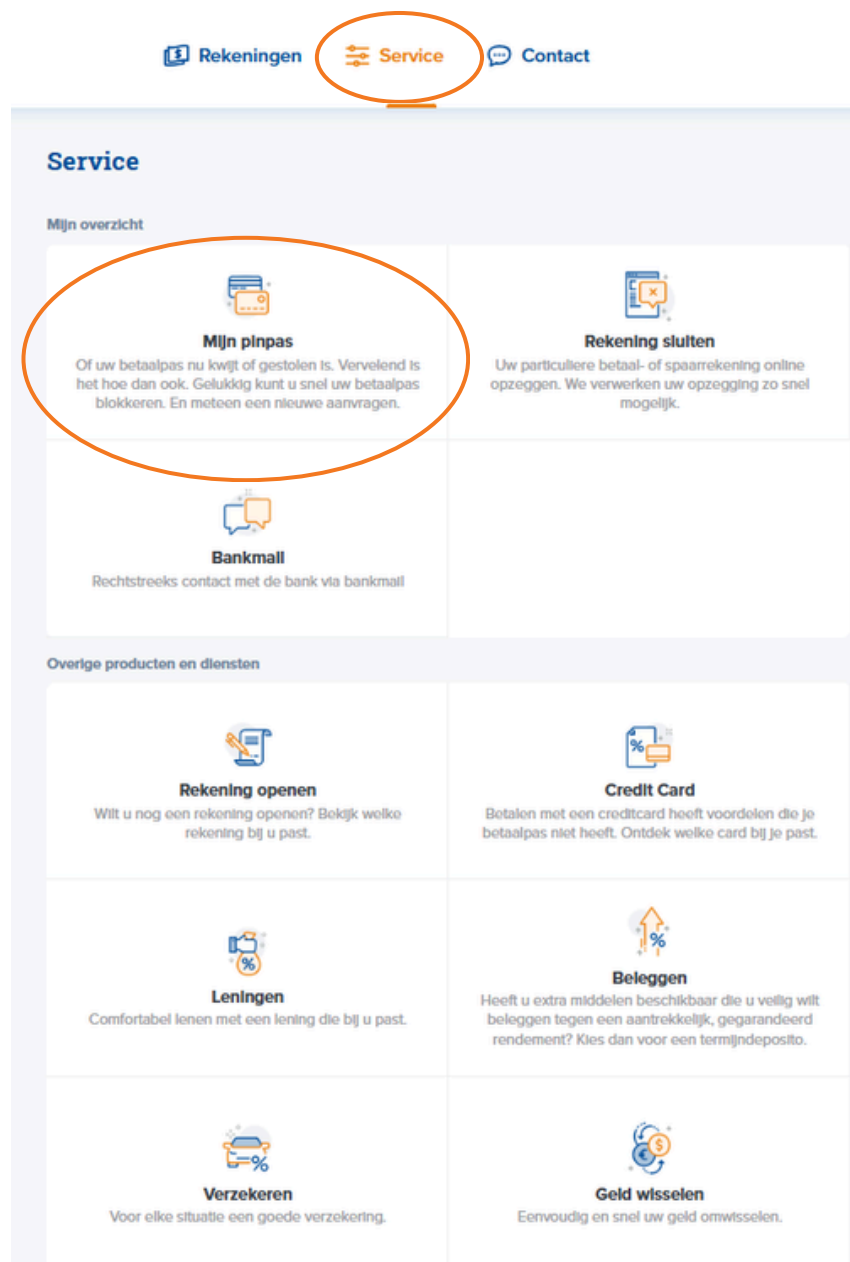 Rekeningen Service Contact
Service
Mijn overzicht
Mijn pinpas
Of uw betaalpas nu kwijt of gestolen is. Vervelend is
het hoe dan ook. Gelukkig kunt u snel uw betaalpas
blokkeren. En meteen een nieuwe aanvragen.
Rekening sluiten
Uw particuliere betaal- of spaarrekening online
opzeggen. We verwerken uw opzegging zo snel
mogelijk.
Bankmail
Rechtstreeks contact met de bank via bankmail
Overige producten en diensten
Rekening openen
Wilt u nog een rekening openen? Bekijk welke
rekening bij u past.
Credit Card
Betalen met een creditcard heeft voordelen die je
betaalpas niet heeft. Ontdek welke card bij je past.
Leningen
Comfortabel lenen met een lening die bij u past.
Beleggen
Heeft u extra middelen beschikbaar die u veilig wilt
beleggen tegen een aantrekkelijk, gegarandeerd
rendement? Kies dan voor een termijndeposito.
Verzekeren
Voor elke situatie een goede verzekering.
Geld wisselen
Eenvoudig en snel uw geld omwisselen.